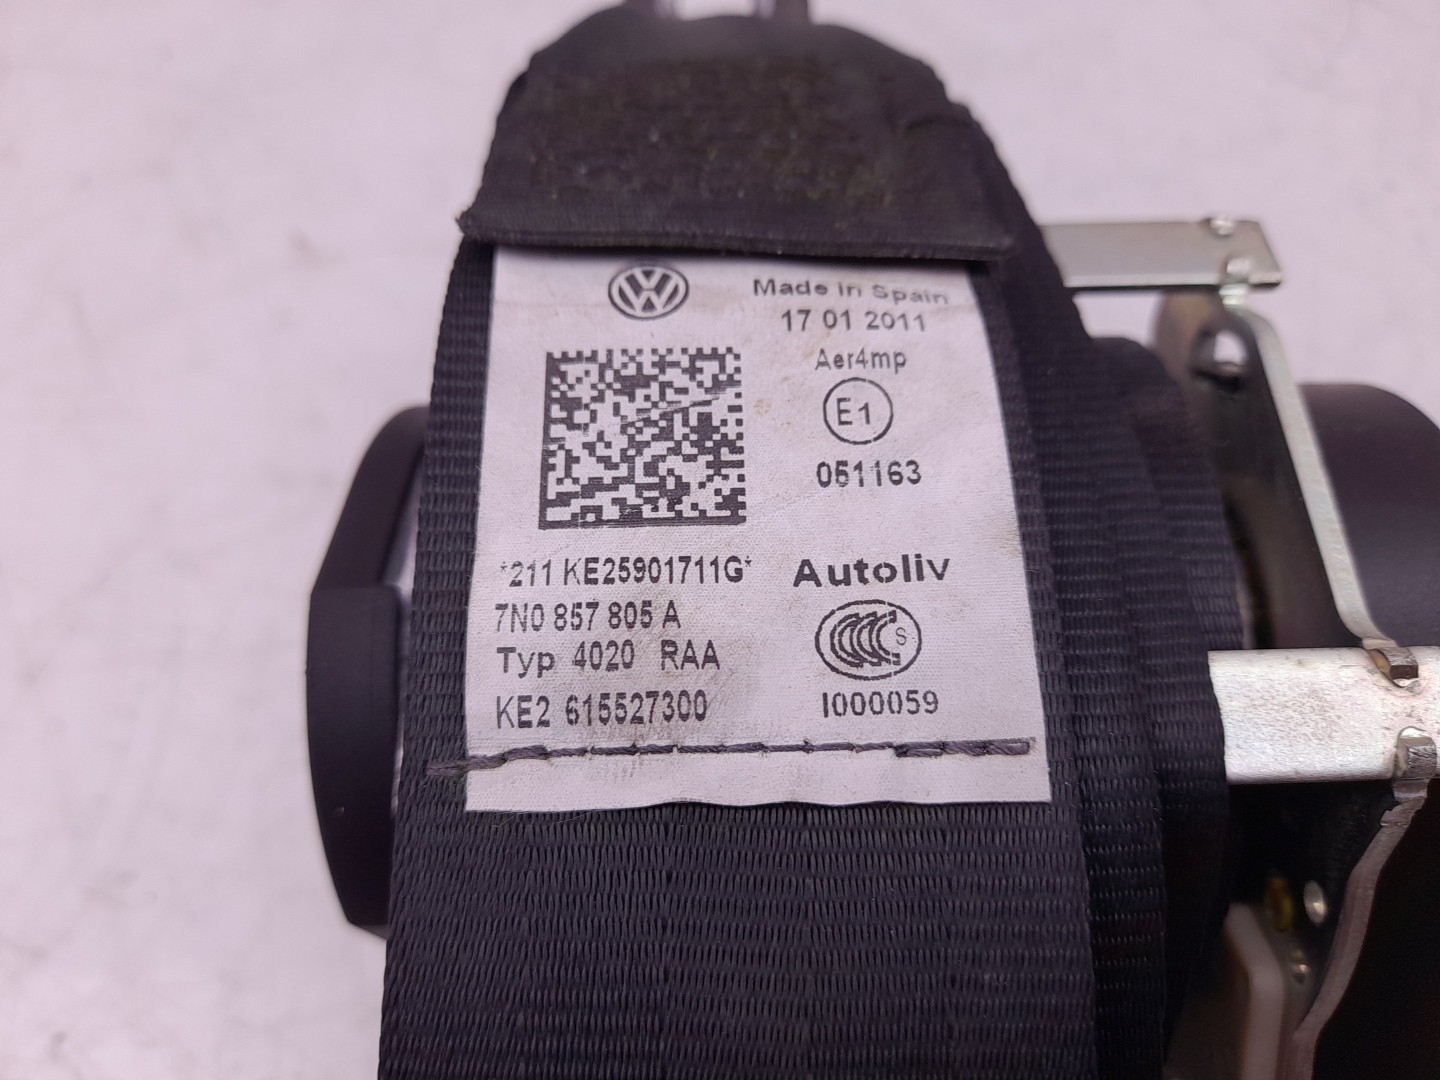 Made in Spain
17 01 2011
Aer4mp
E1
051163
*211 KE25901711G*
7N0 857 805 A
Typ 4020 RAA
KE2 615527300
Autoliv
CCC S
I000059